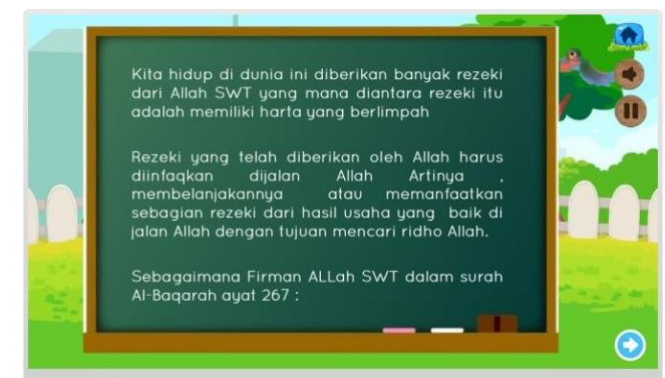 Kita hidup di dunia ini diberikan banyak rezeki
dari Allah SWT yang mana diantara rezeki itu
adalah memiliki harta yang berlimpah
Rezeki yang telah diberikan oleh Allah harus
diinfaqkan dijalan Allah Artinya ,
membelanjakannya atau memanfaatkan
sebagian rezeki dari hasil usaha yang baik di
jalan Allah dengan tujuan mencari ridho Allah.
Sebagaimana Firman ALLah SWT dalam surah
Al-Baqarah ayat 267 :